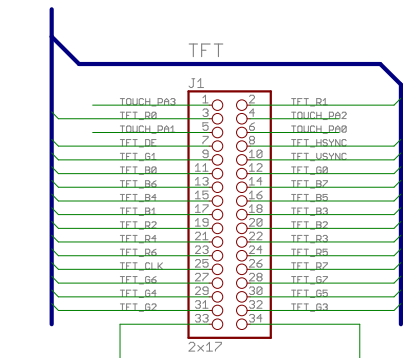 TFT
J1
TOUCH_PA3 1 2 TFT_R1
TFT_R0 3 4 TOUCH_PA2
TOUCH_PA1 5 6 TOUCH_PA0
TFT_DE 7 8 TFT_HSYNC
TFT_G1 9 10 TFT_VSYNC
TFT_B0 11 12 TFT_G0
TFT_B6 13 14 TFT_B7
TFT_B4 15 16 TFT_B5
TFT_B1 17 18 TFT_B3
TFT_R2 19 20 TFT_B2
TFT_R4 21 22 TFT_R3
TFT_R6 23 24 TFT_R5
TFT_CLK 25 26 TFT_R7
TFT_G6 27 28 TFT_G7
TFT_G4 29 30 TFT_G5
TFT_G2 31 32 TFT_G3
33 34
2x17